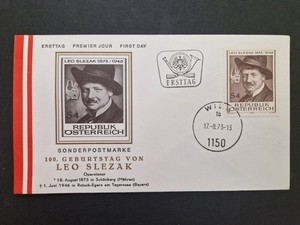 ERSTTAG PREMIER JOUR FIRST DAY
LEO SLEZAK 1873/1946
REPUBLIK
ÖSTERREICH
ERSTTAG
LEO SLEZAK 1873/1946
REPUBLIK
ÖSTERREICH
SONDERPOSTMARKE
100. GEBURTSTAG VON
LEO SLEZAK
Opernsänger
* 18. August 1873 in Schönberg (Mähren)
† 1. Juni 1946 in Rottach-Egern am Tegernsee (Bayern)
1150